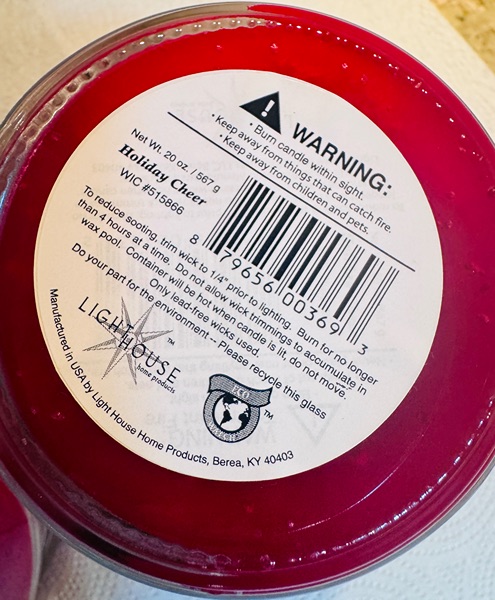 WARNING:
• Burn candle within sight.
• Keep away from things that can catch fire.
• Keep away from children and pets.
Net Wt. 20 oz. / 567 g
Holiday Cheer
WIC #515866
8 79656 00369 3
To reduce sooting, trim wick to 1/4" prior to lighting. Burn for no longer
than 4 hours at a time. Do not allow wick trimmings to accumulate in
wax pool. Container will be hot when candle is lit, do not move.
Only lead-free wicks used.
Do your part for the environment - Please recycle this glass
LIGHT HOUSE™
home products
ECO
™
Manufactured in USA by Light House Home Products, Berea, KY 40403